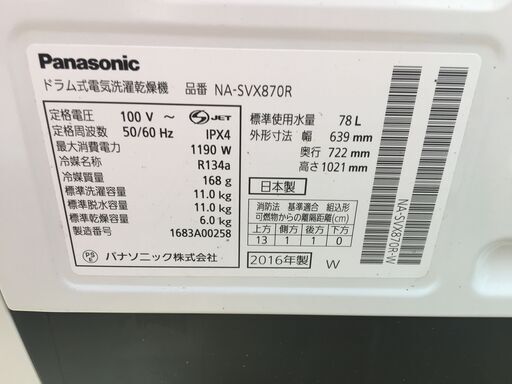 Panasonic
ドラム式電気洗濯乾燥機 品番 NA-SVX870R
定格電圧 100 V ～ S JET
定格周波数 50/60 Hz IPX4
最大消費電力 1190 W
冷媒名称 R134a
冷媒質量 168 g
標準洗濯容量 11.0 kg
標準脱水容量 11.0 kg
標準乾燥容量 6.0 kg
製造番号 1683A00258
PS E パナソニック株式会社
標準使用水量 78 L
外形寸法 幅 639 mm
奥行 722 mm
高さ 1021 mm
日本製
消防法 基準適合 組込形
可燃物からの離隔距離(cm)
上方 側方 後方 下方
13 1 1 0
2016年製 W
NA-SVX870R-W